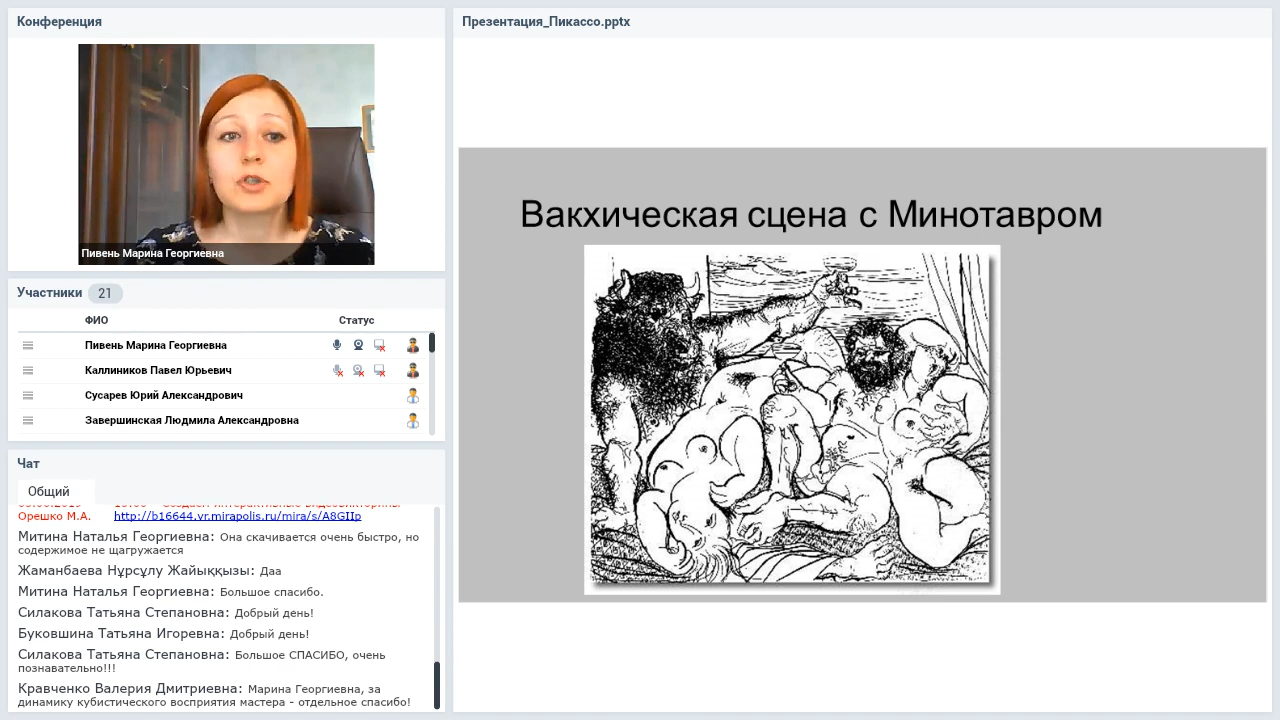 Конференция
Пивень Марина Георгиевна
Участники 21
ФИО Статус
Пивень Марина Георгиевна
Каллиников Павел Юрьевич
Сусарев Юрий Александрович
Завершинская Людмила Александровна
Чат
Общий
Орешко М.А. http://b16644.vr.mirapolis.ru/mira/s/A8GIIp
Митина Наталья Георгиевна: Она скачивается очень быстро, но
содержимое не щагружается
Жаманбаева Нұрсұлу Жайыққызы: Даа
Митина Наталья Георгиевна: Большое спасибо.
Силакова Татьяна Степановна: Добрый день!
Буковшина Татьяна Игоревна: Добрый день!
Силакова Татьяна Степановна: Большое СПАСИБО, очень
познавательно!!!
Кравченко Валерия Дмитриевна: Марина Георгиевна, за
динамику кубистического восприятия мастера - отдельное спасибо!
Презентация_Пикассо.pptx
Вакхическая сцена с Минотавром